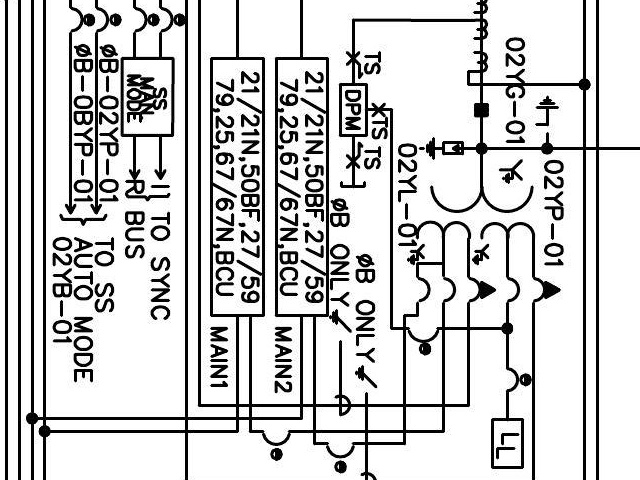 02YG-01
02YP-01
02YL-01
TS
DPM
TS
TS
ØB ONLY
ØB ONLY
21/21N,50BF,27/59
79,25,67/67N,BCU
MAIN2
21/21N,50BF,27/59
79,25,67/67N,BCU
MAIN1
LL
SS
MAN
MODE
TO SYNC
BUS
ØB-02YP-01
ØB-0BYP-01
TO SS
AUTO MODE
02YB-01